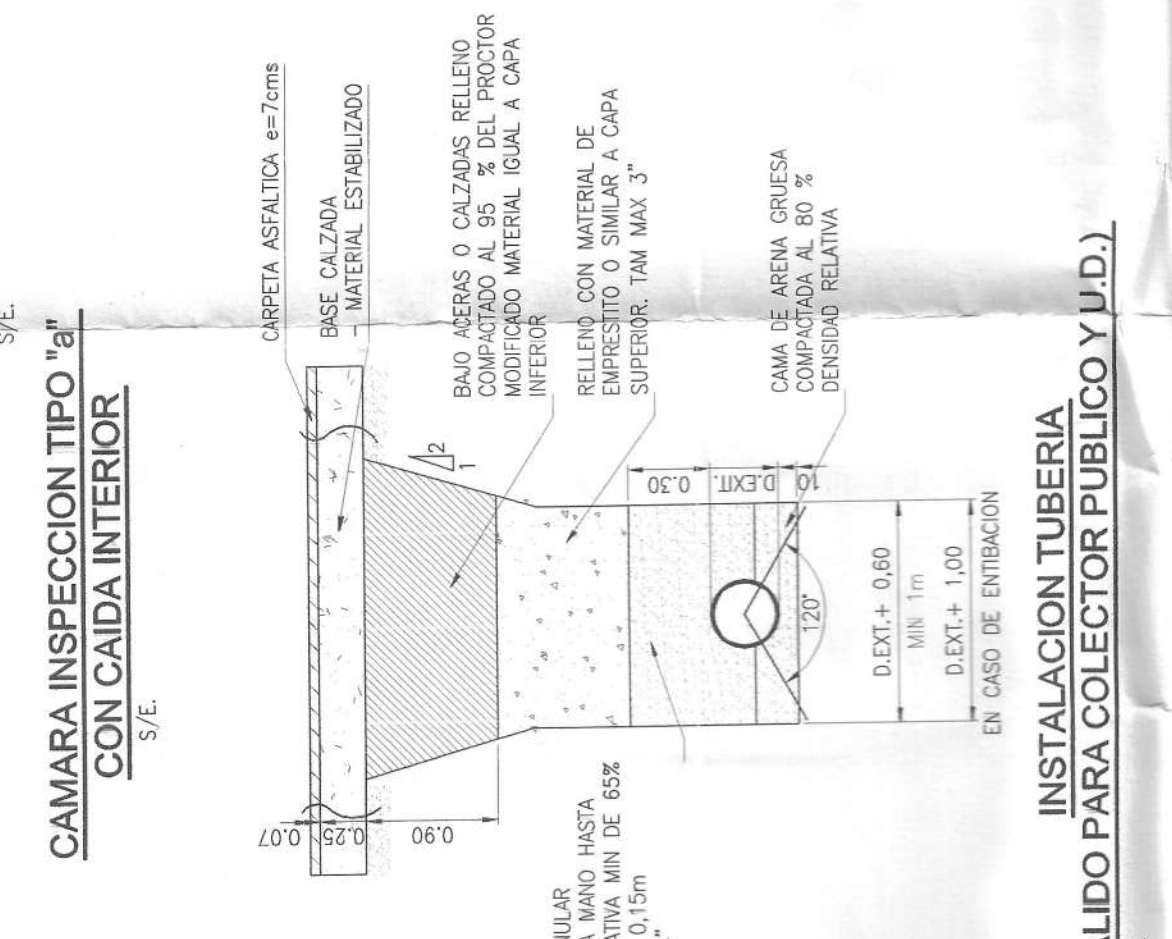 S/E.
CAMARA INSPECCION TIPO "a"
CON CAIDA INTERIOR
S/E.
CARPETA ASFALTICA e=7cms
BASE CALZADA
– MATERIAL ESTABILIZADO
BAJO ACERAS O CALZADAS RELLENO
COMPACTADO AL 95 % DEL PROCTOR
MODIFICADO MATERIAL IGUAL A CAPA
INFERIOR
RELLENO CON MATERIAL DE
EMPRESTITO O SIMILAR A CAPA
SUPERIOR. TAM MAX 3"
CAMA DE ARENA GRUESA
COMPACTADA AL 80 %
DENSIDAD RELATIVA
0.07
0.25
0.90
2
1
0.30
D.EXIT.
10
120°
D.EXT.+ 0,60
MIN 1m
D.EXT.+ 1,00
EN CASO DE ENTIBACION
NULAR
A MANO HASTA
ATIVA MIN DE 65%
0,15m
"
INSTALACION TUBERIA
ALIDO PARA COLECTOR PUBLICO Y U.D.)